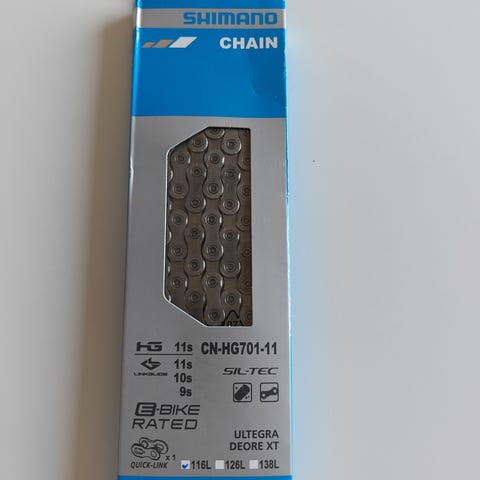 SHIMANO
CHAIN
HG 11s
LINKGLIDE 11s
10s
9s
CN-HG701-11
SIL-TEC
E-BIKE
RATED
ULTEGRA
DEORE XT
x1
QUICK-LINK
116L 126L 138L